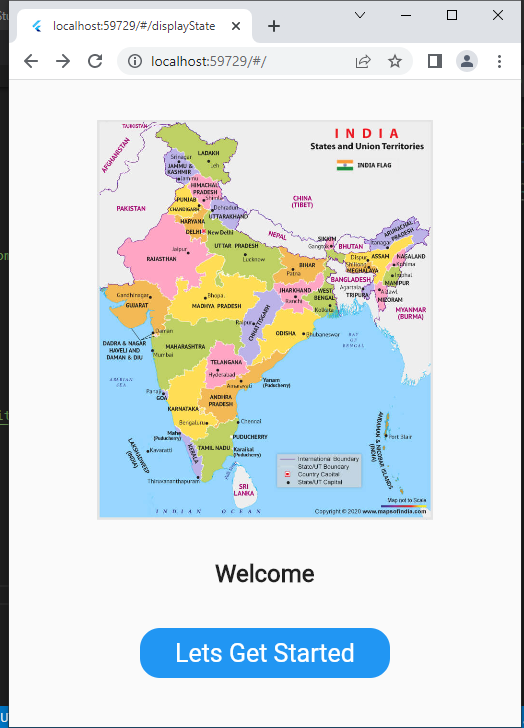 localhost:59729/#/displayState
localhost:59729/#/
INDIA
States and Union Territories
INDIA FLAG
TAJIKISTAN
AFGHANISTAN
LADAKH
Srinagar
Leh
JAMMU &
KASHMIR
Jammu
HIMACHAL
PRADESH
Shimla
PUNJAB
CHANDIGARH
Dehradun
UTTARAKHAND
CHINA
(TIBET)
PAKISTAN
HARYANA
DELHI
New Delhi
ARUNACHAL
PRADESH
Itanagar
NEPAL
SIKKIM
Gangtok
BHUTAN
Jaipur
RAJASTHAN
UTTAR PRADESH
Lucknow
ASSAM
Dispur
NAGALAND
Kohima
Shillong
MEGHALAYA
BIHAR
Patna
Imphal
MANIPUR
BANGLADESH
Agartala
TRIPURA
Aizawl
MIZORAM
Gandhinagar
GUJARAT
Bhopal
MADHYA PRADESH
JHARKHAND
Ranchi
WEST
BENGAL
Kolkata
MYANMAR
(BURMA)
Raipur
CHHATTISGARH
ODISHA
Bhubaneswar
Daman
DADRA & NAGAR
HAVELI AND
DAMAN & DIU
Mumbai
MAHARASHTRA
BAY
OF
BENGAL
TELANGANA
Hyderabad
ARABIAN
SEA
Amaravati
Yanam
(Puducherry)
Panaji
GOA
KARNATAKA
ANDHRA
PRADESH
Bengaluru
Chennai
Mahe
(Puducherry)
PUDUCHERRY
TAMIL NADU
Karaikal
(Puducherry)
KERALA
LAKSHADWEEP
(INDIA)
Kavaratti
Thiruvananthapuram
SRI
LANKA
ANDAMAN & NICOBAR ISLANDS
(INDIA)
Port Blair
International Boundary
State/UT Boundary
Country Capital
State/UT Capital
Map not to Scale
INDIAN OCEAN
Copyright © 2020 www.mapsofindia.com
Welcome
Lets Get Started